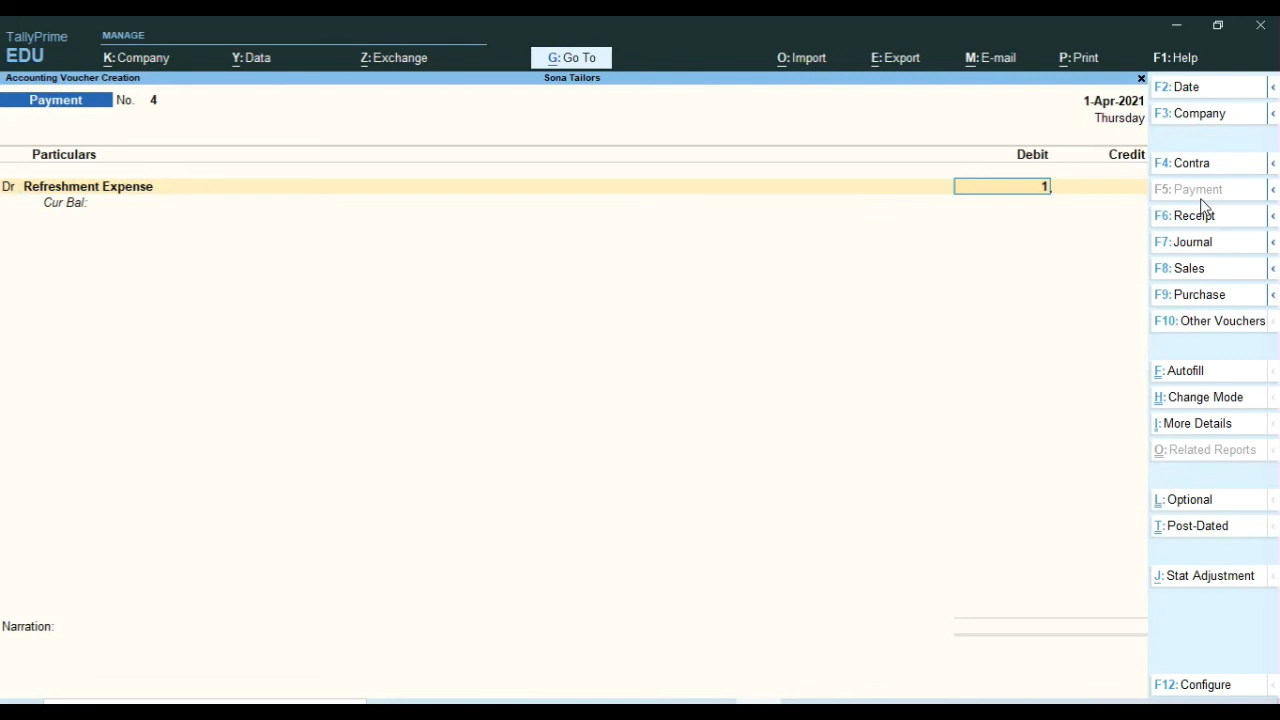 TallyPrime
EDU
MANAGE
K: Company
Y: Data
Z: Exchange
G: Go To
O: Import
E: Export
M: E-mail
P: Print
F1: Help
Accounting Voucher Creation
Sona Tailors
Payment No. 4
1-Apr-2021
Thursday
Particulars
Debit
Credit
Dr Refreshment Expense
1
Cur Bal:
Narration:
F2: Date
F3: Company
F4: Contra
F5: Payment
F6: Receipt
F7: Journal
F8: Sales
F9: Purchase
F10: Other Vouchers
F: Autofill
H: Change Mode
I: More Details
O: Related Reports
L: Optional
T: Post-Dated
J: Stat Adjustment
F12: Configure